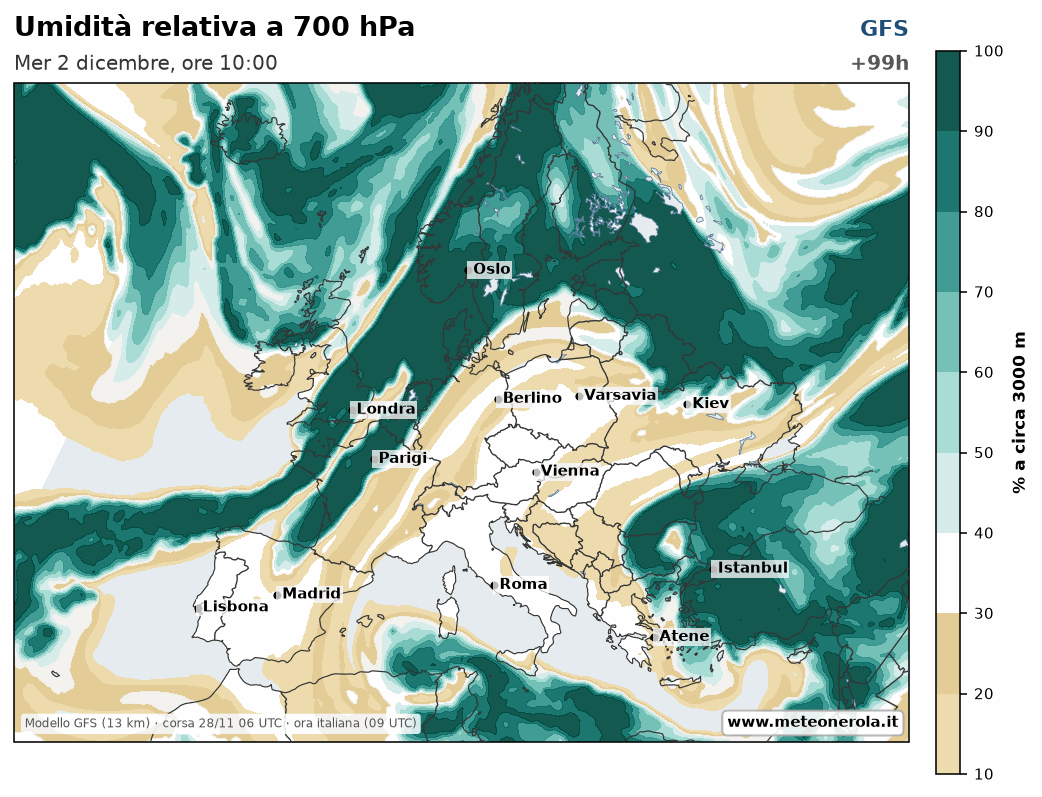 Umidità relativa a 700 hPa
GFS
Mer 2 dicembre, ore 10:00
+99h
100
90
80
70
60
50
40
30
20
10
% a circa 3000 m
Oslo
Londra
Berlino
Varsavia
Kiev
Parigi
Vienna
Istanbul
Roma
Madrid
Lisbona
Atene
Modello GFS (13 km) · corsa 28/11 06 UTC · ora italiana (09 UTC)
www.meteonerola.it